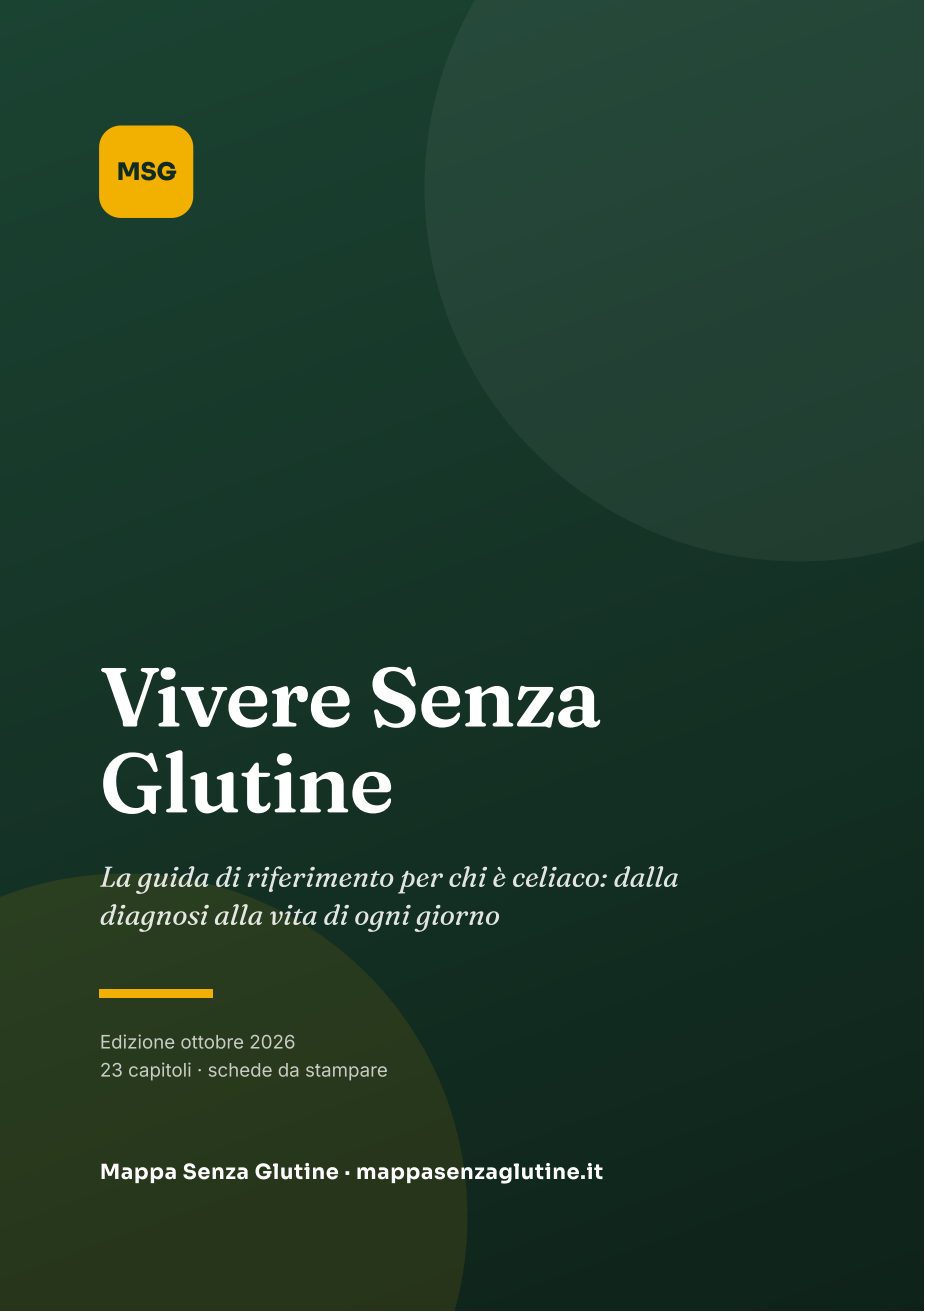 MSG
Vivere Senza
Glutine
La guida di riferimento per chi è celiaco: dalla
diagnosi alla vita di ogni giorno
Edizione ottobre 2026
23 capitoli · schede da stampare
Mappa Senza Glutine · mappasenzaglutine.it